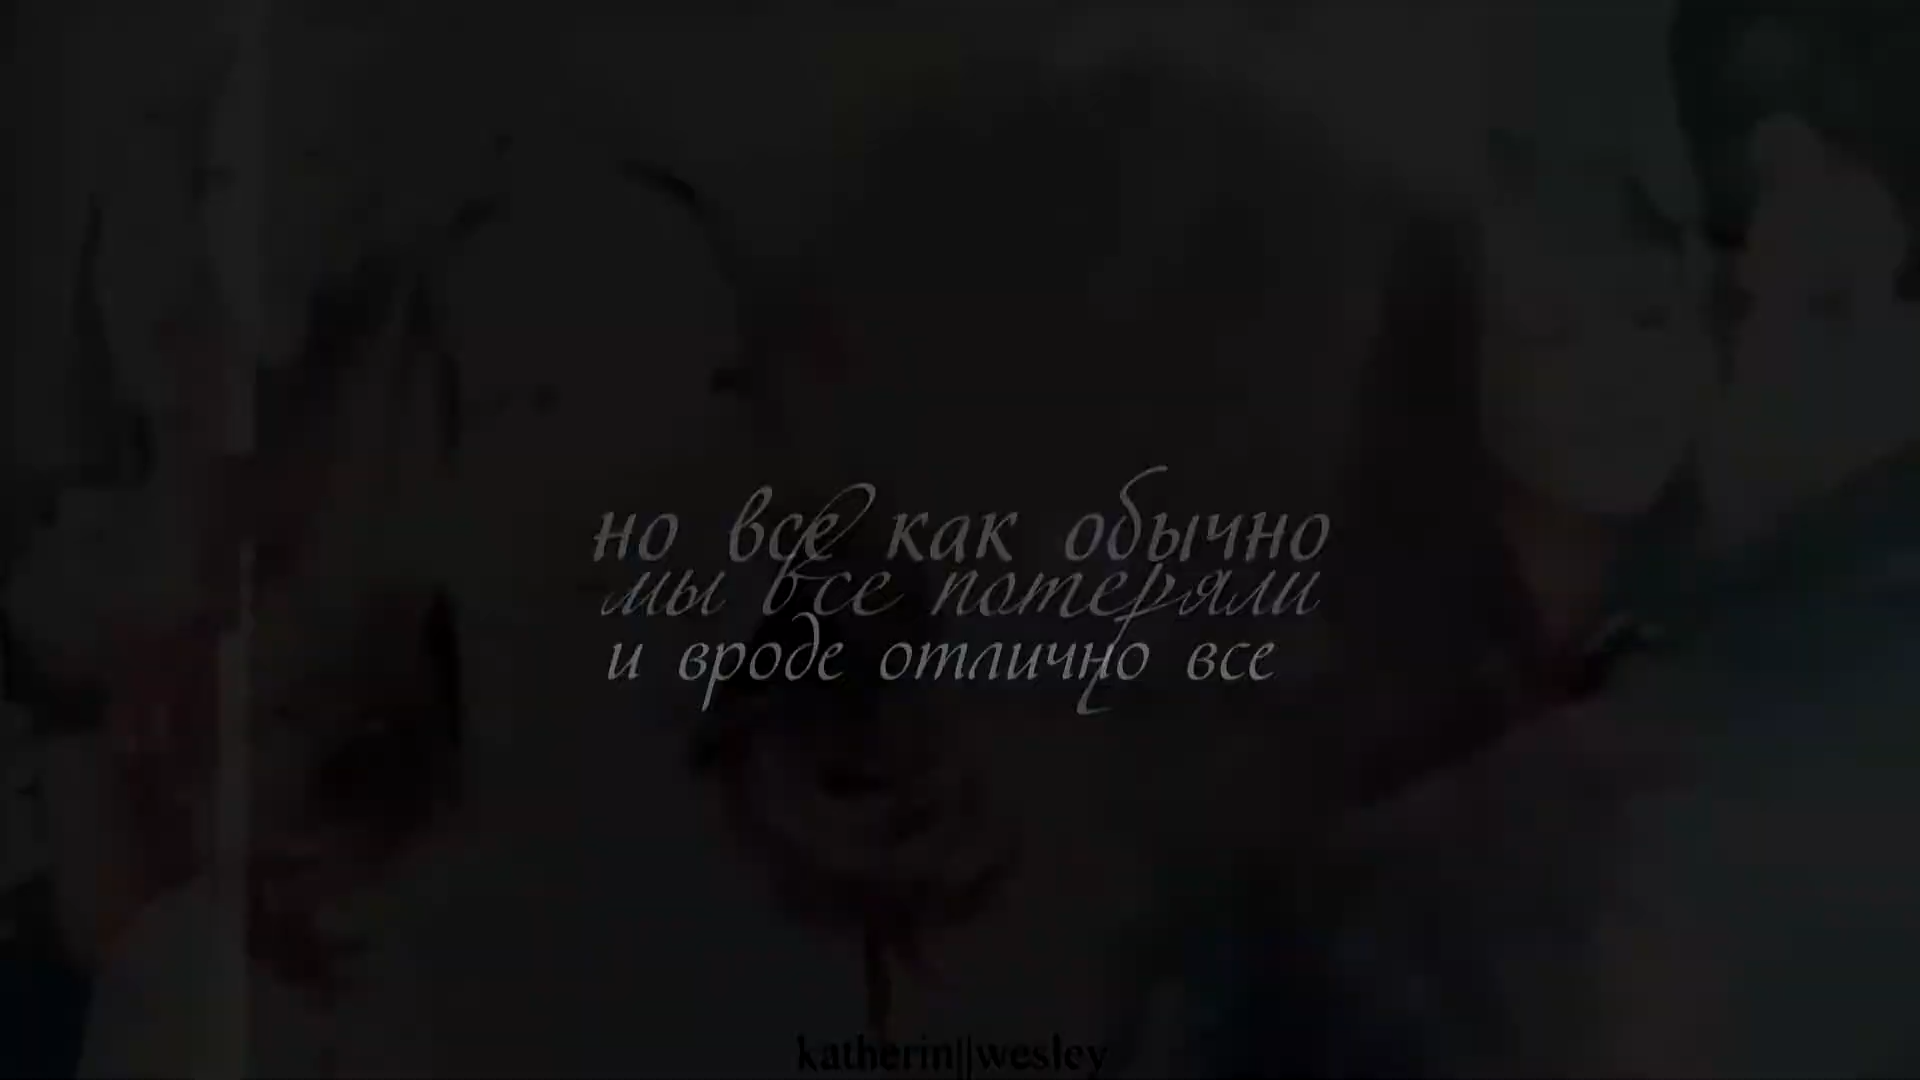 но все как обычно
мы все потеряли
и вроде отлично все
katherin||wesley